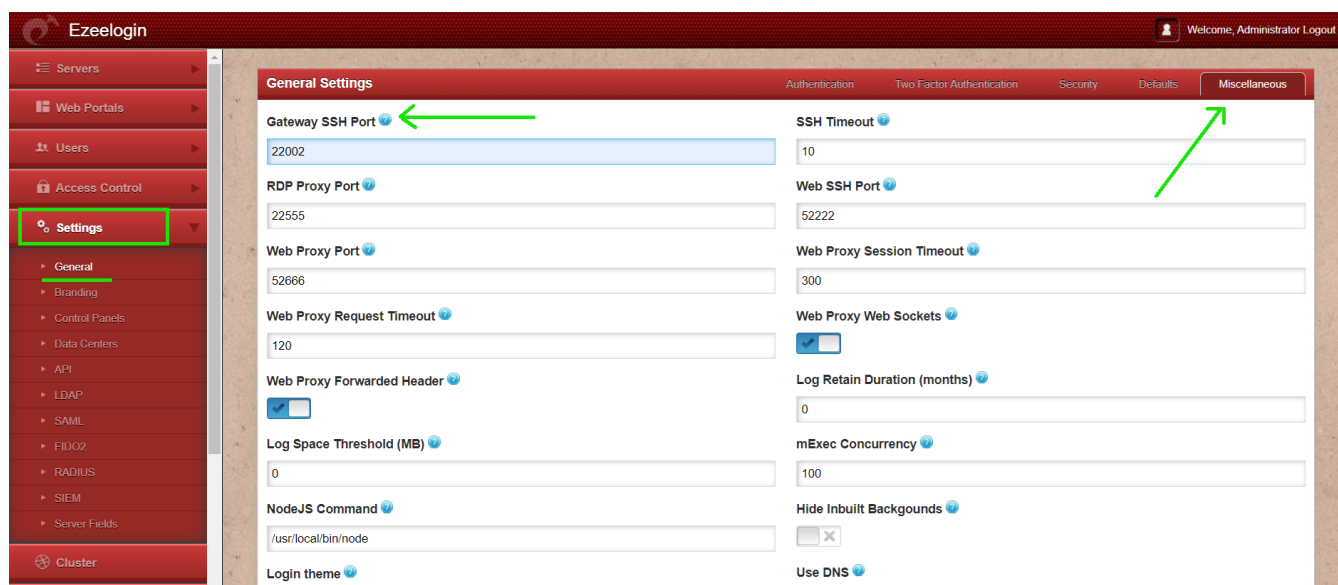 Ezeelogin
Welcome, Administrator Logout
Servers
Web Portals
Users
Access Control
Settings
General
Branding
Control Panels
Data Centers
API
LDAP
SAML
FIDO2
RADIUS
SIEM
Server Fields
Cluster
General Settings
Authentication
Two Factor Authentication
Security
Defaults
Miscellaneous
Gateway SSH Port
SSH Timeout
22002
10
RDP Proxy Port
Web SSH Port
22555
52222
Web Proxy Port
Web Proxy Session Timeout
52666
300
Web Proxy Request Timeout
Web Proxy Web Sockets
120
Web Proxy Forwarded Header
Log Retain Duration (months)
0
Log Space Threshold (MB)
mExec Concurrency
0
100
NodeJS Command
Hide Inbuilt Backgounds
/usr/local/bin/node
Login theme
Use DNS